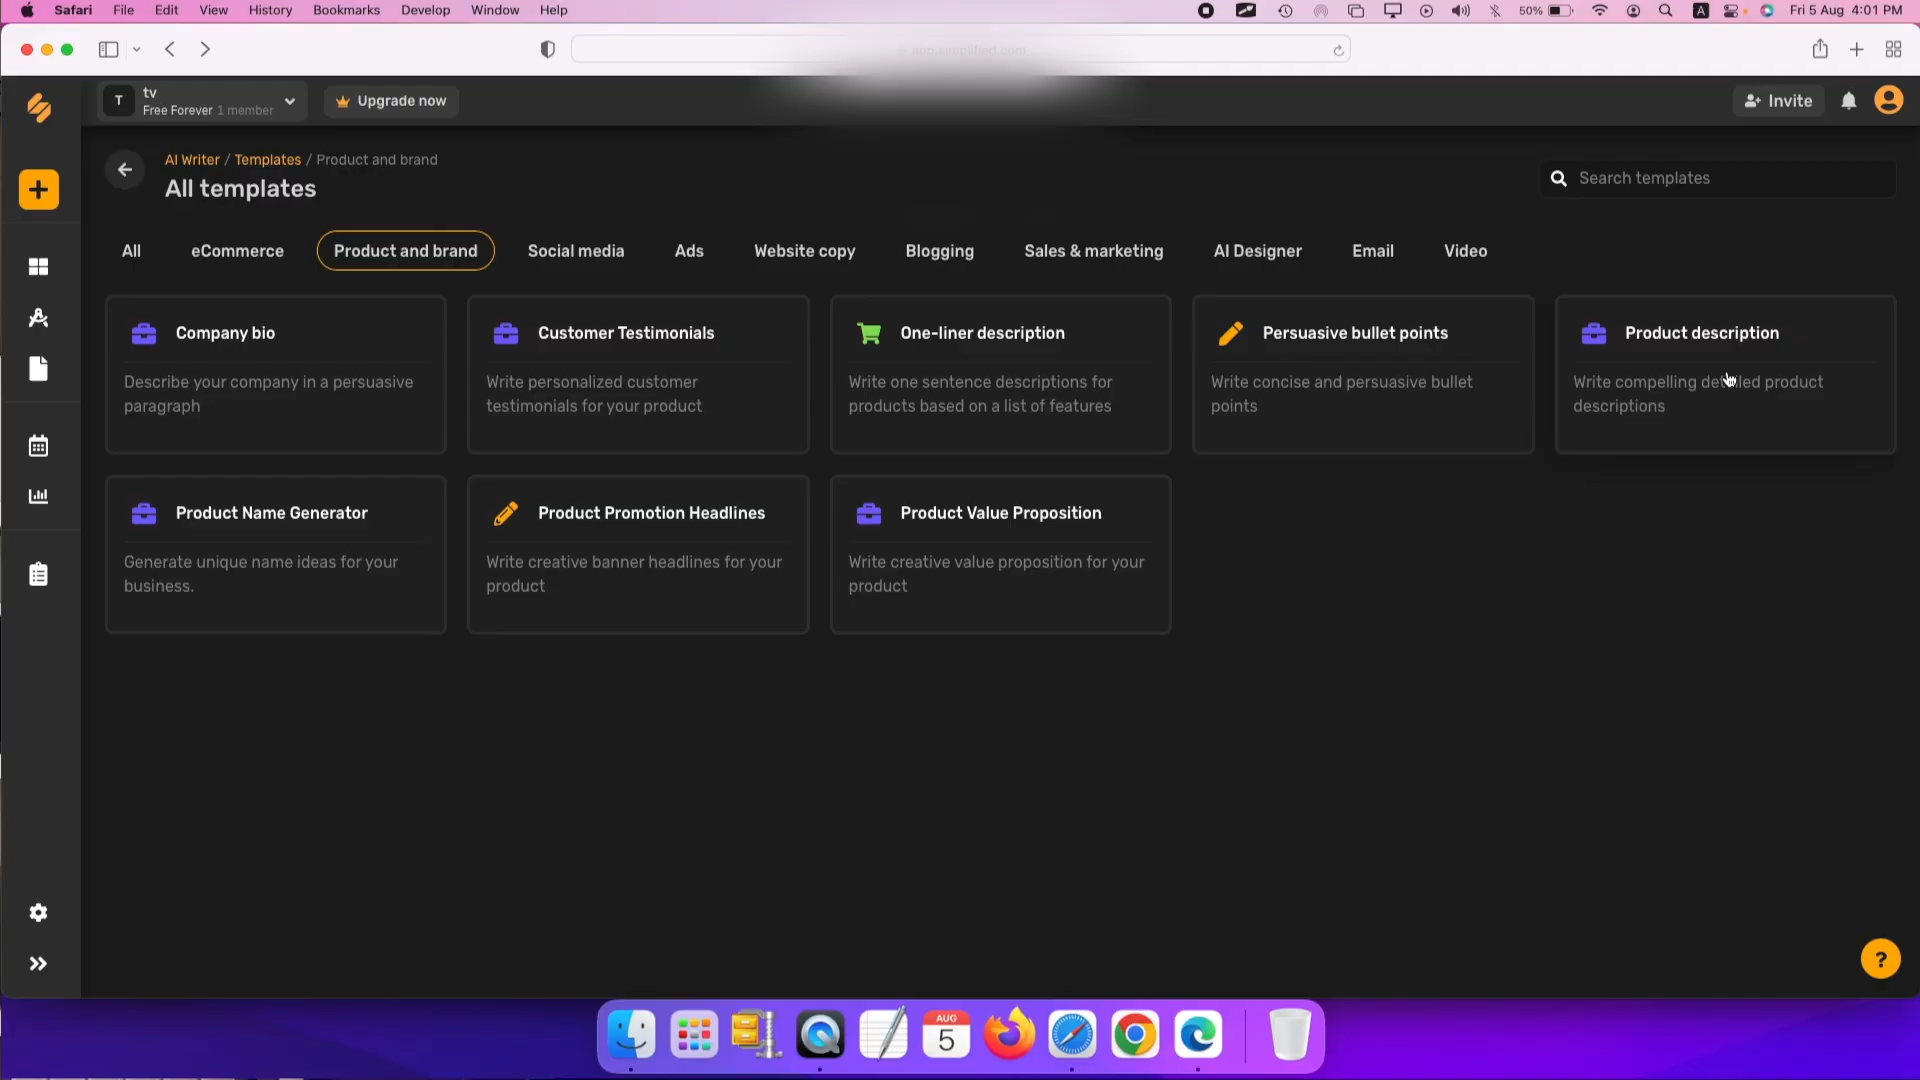 Safari File Edit View History Bookmarks Develop Window Help 50% A Fri 5 Aug 4:01 PM
app.simplified.com
T tv
Free Forever 1 member
Upgrade now
Invite
AI Writer / Templates / Product and brand
All templates
Search templates
All eCommerce Product and brand Social media Ads Website copy Blogging Sales & marketing AI Designer Email Video
Company bio
Describe your company in a persuasive
paragraph
Customer Testimonials
Write personalized customer
testimonials for your product
One-liner description
Write one sentence descriptions for
products based on a list of features
Persuasive bullet points
Write concise and persuasive bullet
points
Product description
Write compelling detailed product
descriptions
Product Name Generator
Generate unique name ideas for your
business.
Product Promotion Headlines
Write creative banner headlines for your
product
Product Value Proposition
Write creative value proposition for your
product
?
AUG
5